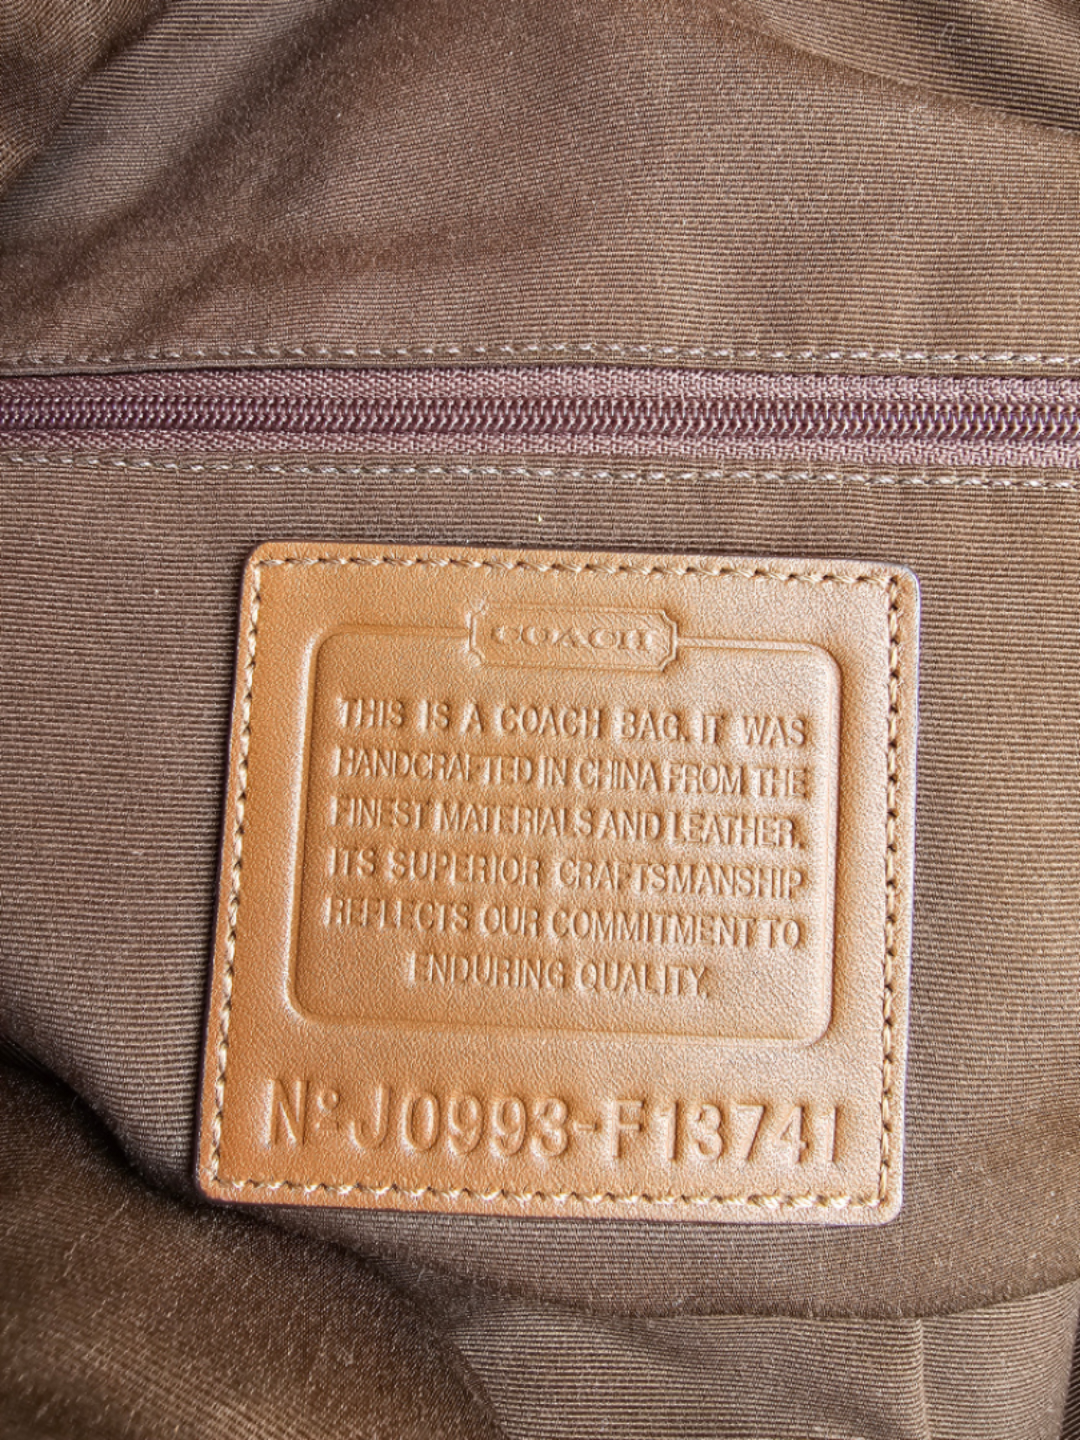 COACH
THIS IS A COACH BAG. IT WAS
HANDCRAFTED IN CHINA FROM THE
FINEST MATERIALS AND LEATHER.
ITS SUPERIOR CRAFTSMANSHIP
REFLECTS OUR COMMITMENT TO
ENDURING QUALITY.
Nº J0993-F13741